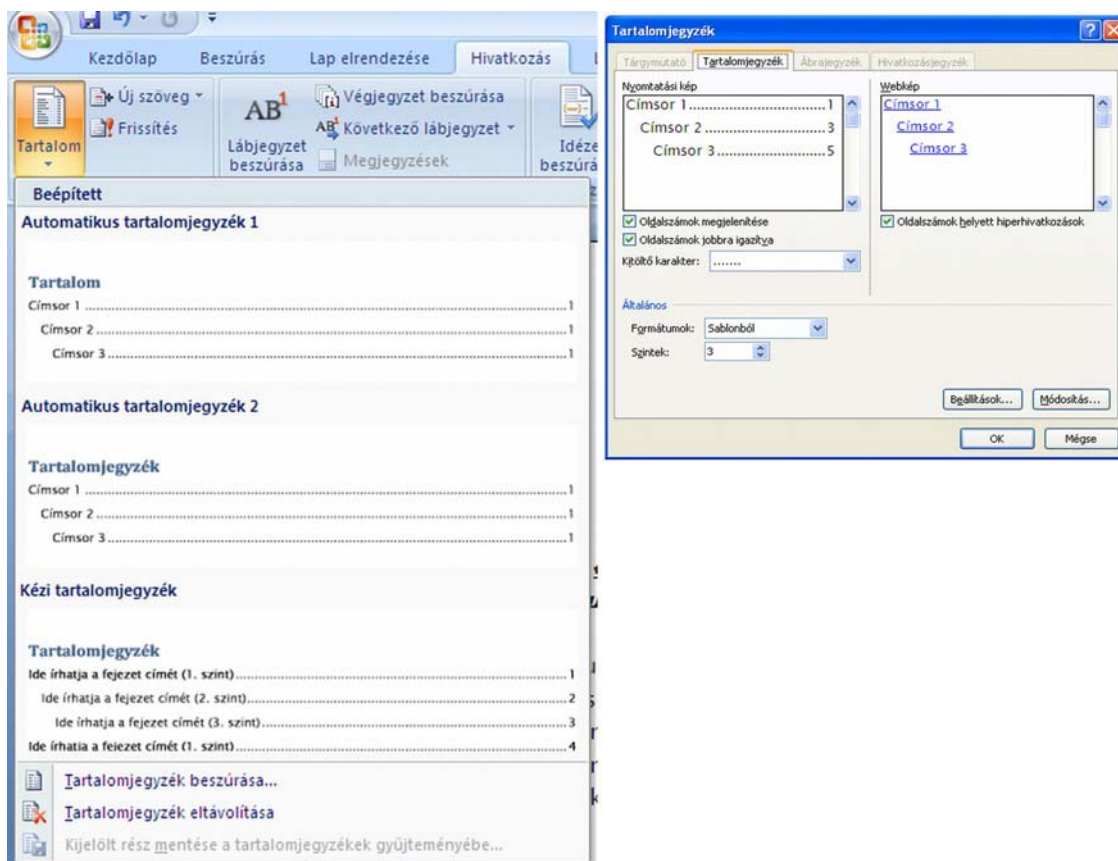 Kezdőlap Beszúrás Lap elrendezése Hivatkozás
Tartalom
Új szöveg
Frissítés
AB1
Lábjegyzet
beszúrása
Végjegyzet beszúrása
AB Következő lábjegyzet
Megjegyzések
Beépített
Automatikus tartalomjegyzék 1
Tartalom
Címsor 1 ........ 1
Címsor 2 ........ 1
Címsor 3 ........ 1
Automatikus tartalomjegyzék 2
Tartalomjegyzék
Címsor 1 ........ 1
Címsor 2 ........ 1
Címsor 3 ........ 1
Kézi tartalomjegyzék
Tartalomjegyzék
Ide írhatja a fejezet címét (1. szint) ........ 1
Ide írhatja a fejezet címét (2. szint) ........ 2
Ide írhatja a fejezet címét (3. szint) ........ 3
Ide írhatja a fejezet címét (1. szint) ........ 4
Tartalomjegyzék beszúrása...
Tartalomjegyzék eltávolítása
Kijelölt rész mentése a tartalomjegyzékek gyűjteményébe...
Tartalomjegyzék
Tárgymutató Tartalomjegyzék Ábrajegyzék Hivatkozásjegyzék
Nyomtatási kép
Címsor 1 ........ 1
Címsor 2 ........ 3
Címsor 3 ........ 5
Oldalszámok megjelenítése
Oldalszámok jobbra igazítva
Kitöltő karakter: .......
Webkép
Címsor 1
Címsor 2
Címsor 3
Oldalszámok helyett hiperhivatkozások
Általános
Formátumok: Sablonból
Szintek: 3
Beállítások... Módosítás...
OK Mégse